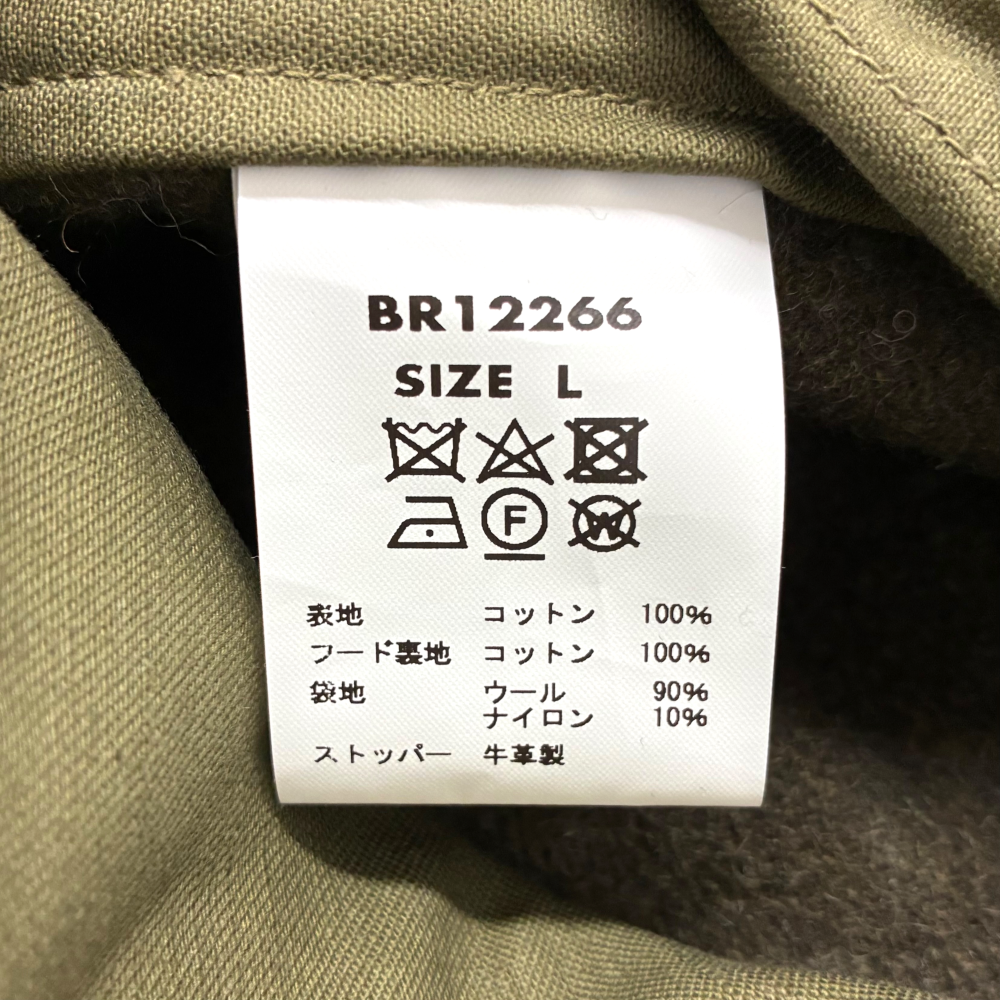 BR12266
SIZE L
F
W
表地 コットン 100%
フード裏地 コットン 100%
袋地 ウール 90%
ナイロン 10%
ストッパー 牛革製